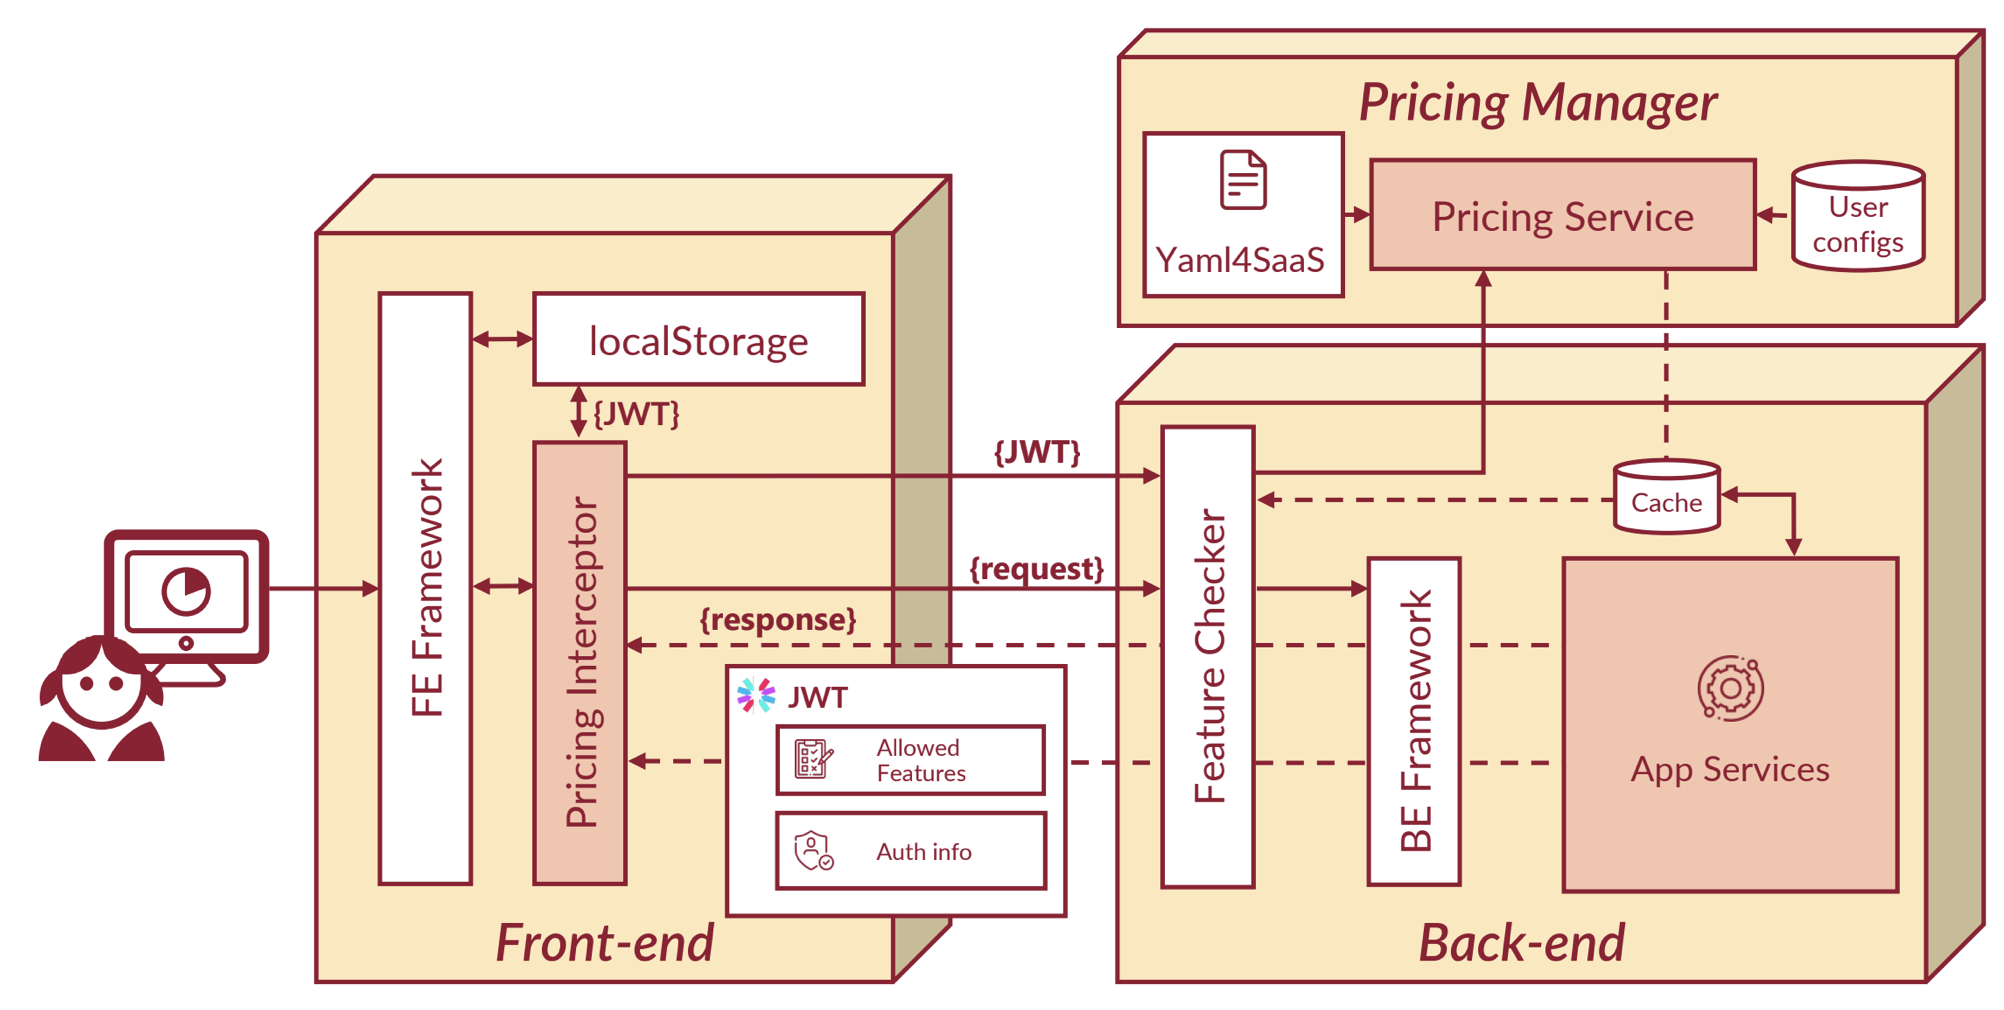 Pricing Manager
Yaml4SaaS
Pricing Service
User
configs
localStorage
{JWT}
FE Framework
Pricing Interceptor
{JWT}
{request}
{response}
JWT
Allowed
Features
Auth info
Front-end
Feature Checker
Cache
BE Framework
App Services
Back-end